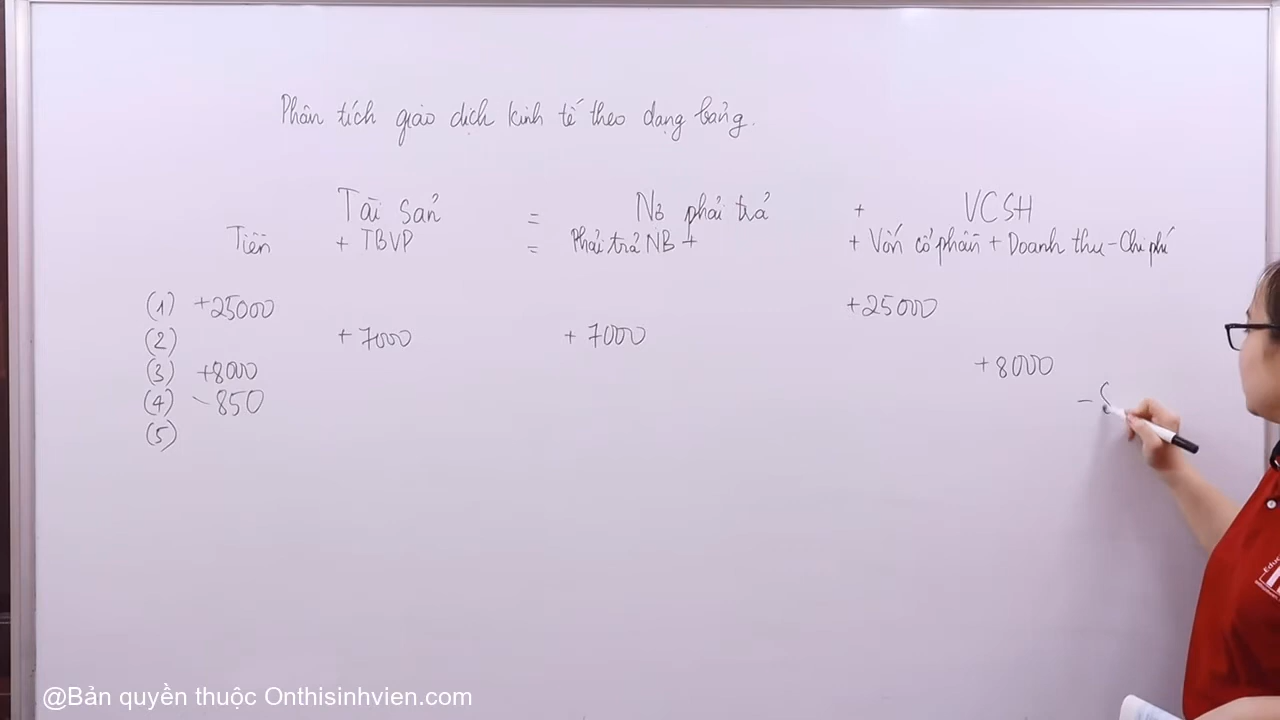 Phân tích giao dịch kinh tế theo dạng bảng.
Tài sản = Nợ phải trả + VCSH
Tiền + TBVP = Phải trả NB + + Vốn cổ phần + Doanh thu - Chi phí
(1) +25000 +25000
(2) +7000 +7000
(3) +8000 +8000
(4) -850 -
(5)
@Bản quyền thuộc Onthisinhvien.com